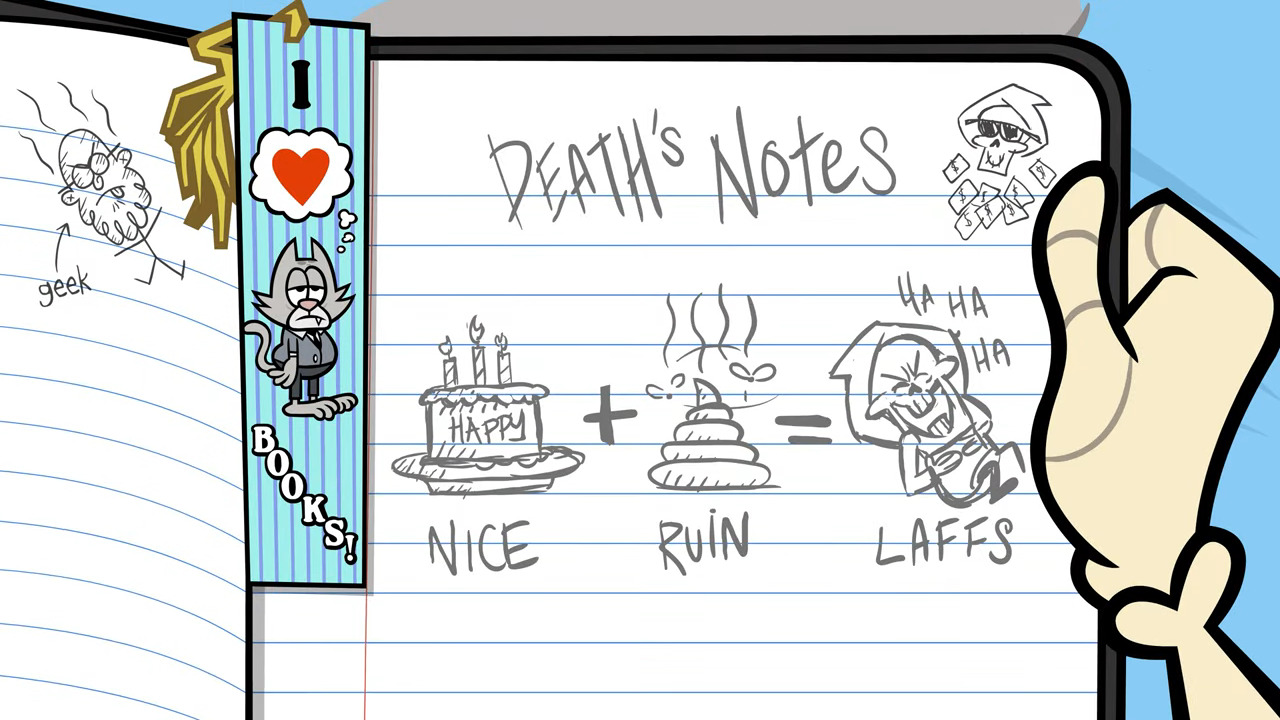 geek
I
BOOKS!
DEATH's NoTes
HA HA
HA
HAPPY
+ =
NICE RUiN LAFFS